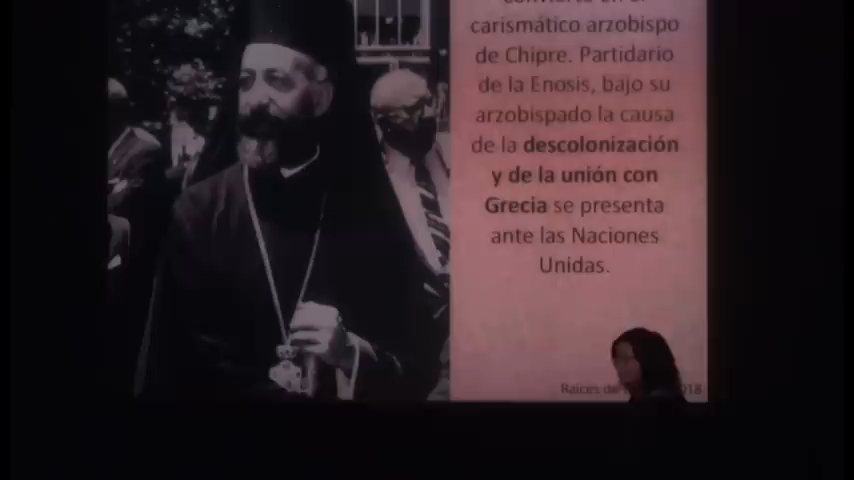 carismático arzobispo
de Chipre. Partidario
de la Enosis, bajo su
arzobispado la causa
de la descolonización
y de la unión con
Grecia se presenta
ante las Naciones
Unidas.
Raíces de